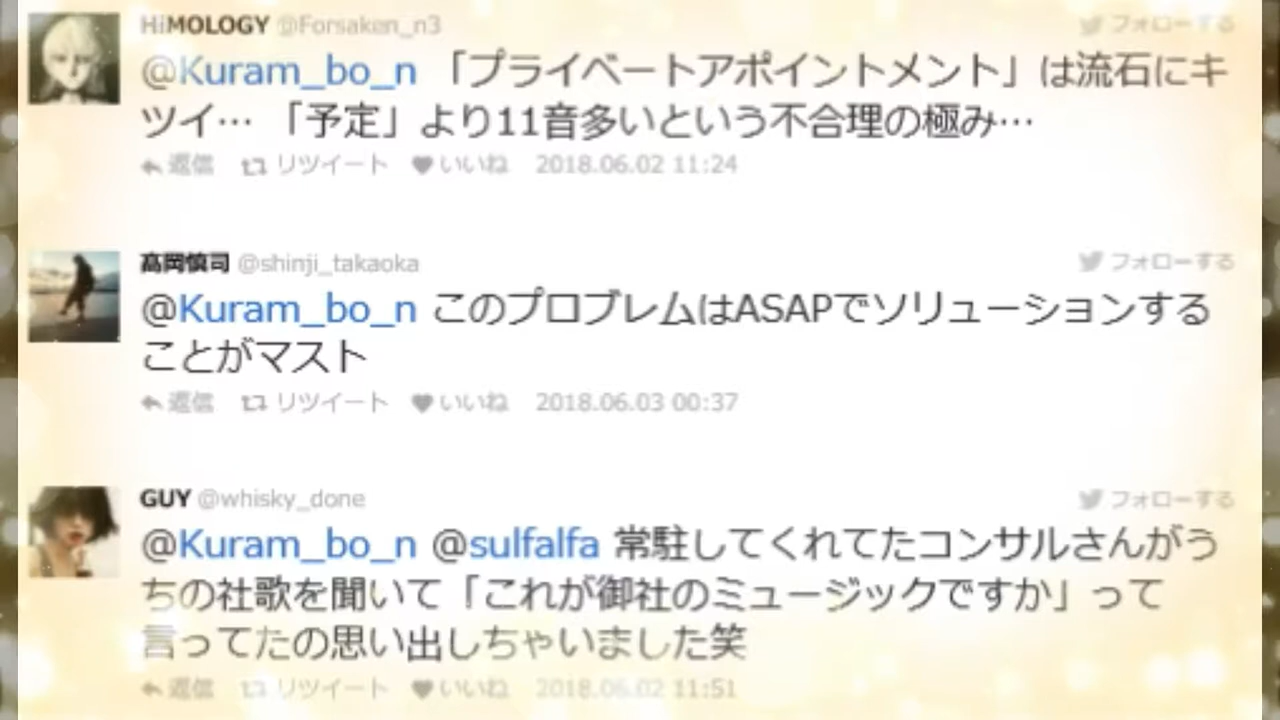 HiMOLOGY @Forsaken_n3 フォローする
@Kuram_bo_n 「プライベートアポイントメント」は流石にキ
ツイ… 「予定」より11音多いという不合理の極み…
返信 リツイート いいね 2018.06.02 11:24
高岡慎司 @shinji_takaoka フォローする
@Kuram_bo_n このプロブレムはASAPでソリューションする
ことがマスト
返信 リツイート いいね 2018.06.03 00:37
GUY @whisky_done フォローする
@Kuram_bo_n @sulfalfa 常駐してくれてたコンサルさんがう
ちの社歌を聞いて「これが御社のミュージックですか」って
言ってたの思い出しちゃいました笑
返信 リツイート いいね 2018.06.02 11:51